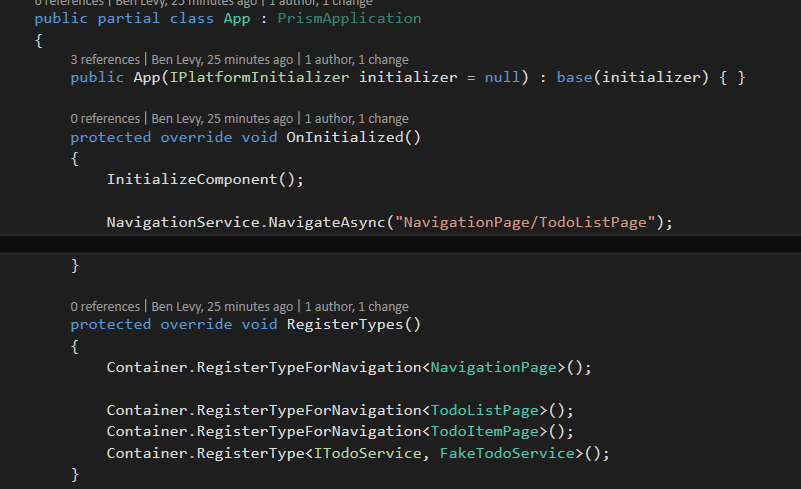 6 references | Ben Levy, 25 minutes ago | 1 author, 1 change
public partial class App : PrismApplication
{
3 references | Ben Levy, 25 minutes ago | 1 author, 1 change
public App(IPlatformInitializer initializer = null) : base(initializer) { }
0 references | Ben Levy, 25 minutes ago | 1 author, 1 change
protected override void OnInitialized()
{
InitializeComponent();
NavigationService.NavigateAsync("NavigationPage/TodoListPage");
}
0 references | Ben Levy, 25 minutes ago | 1 author, 1 change
protected override void RegisterTypes()
{
Container.RegisterTypeForNavigation<NavigationPage>();
Container.RegisterTypeForNavigation<TodoListPage>();
Container.RegisterTypeForNavigation<TodoItemPage>();
Container.RegisterType<ITodoService, FakeTodoService>();
}